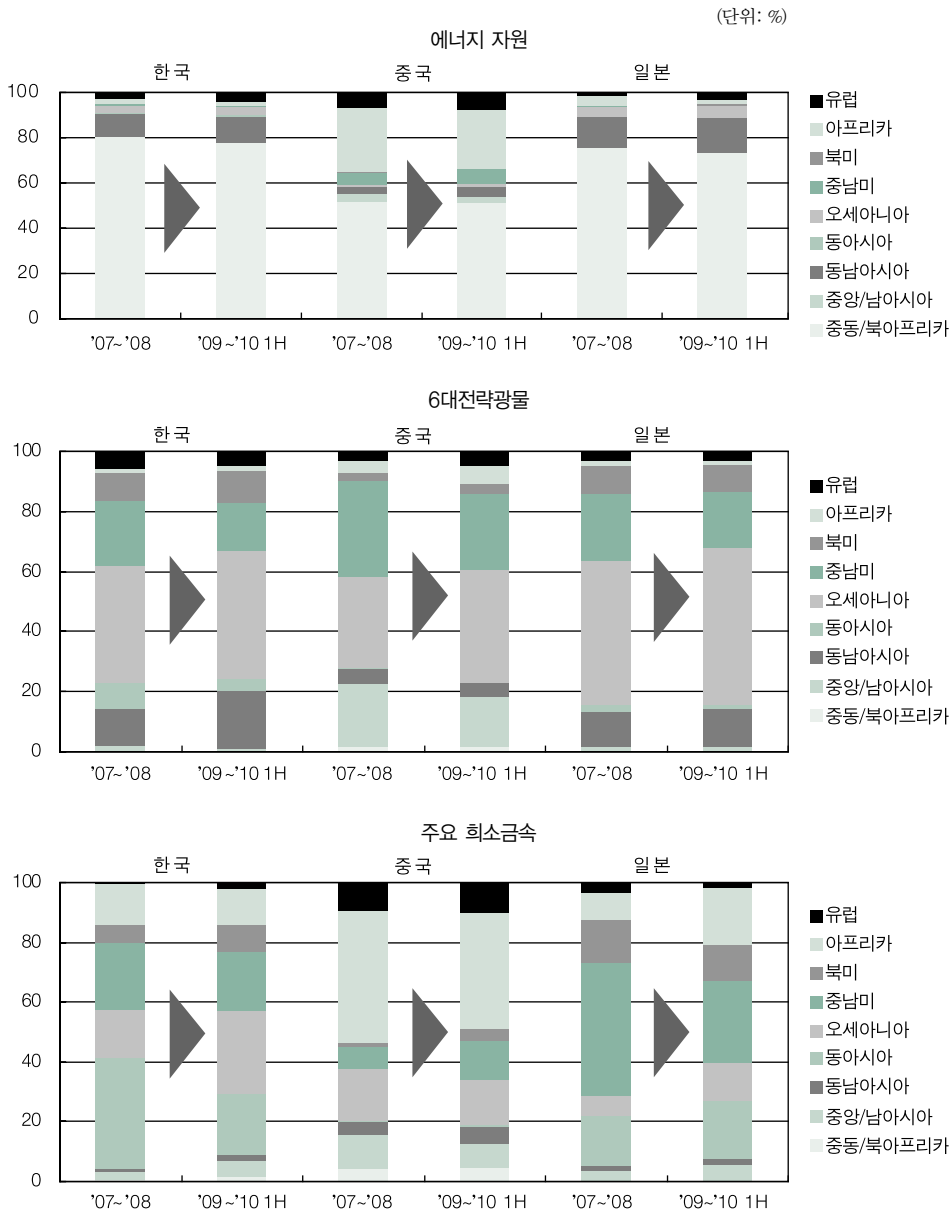 (단위: %)
에너지 자원
한국 중국 일본
100
80
60
40
20
0
'07~'08 '09~'10 1H '07~'08 '09~'10 1H '07~'08 '09~'10 1H
유럽
아프리카
북미
중남미
오세아니아
동아시아
동남아시아
중앙/남아시아
중동/북아프리카
6대전략광물
한국 중국 일본
100
80
60
40
20
0
'07~'08 '09~'10 1H '07~'08 '09~'10 1H '07~'08 '09~'10 1H
유럽
아프리카
북미
중남미
오세아니아
동아시아
동남아시아
중앙/남아시아
중동/북아프리카
주요 희소금속
한국 중국 일본
100
80
60
40
20
0
'07~'08 '09~'10 1H '07~'08 '09~'10 1H '07~'08 '09~'10 1H
유럽
아프리카
북미
중남미
오세아니아
동아시아
동남아시아
중앙/남아시아
중동/북아프리카